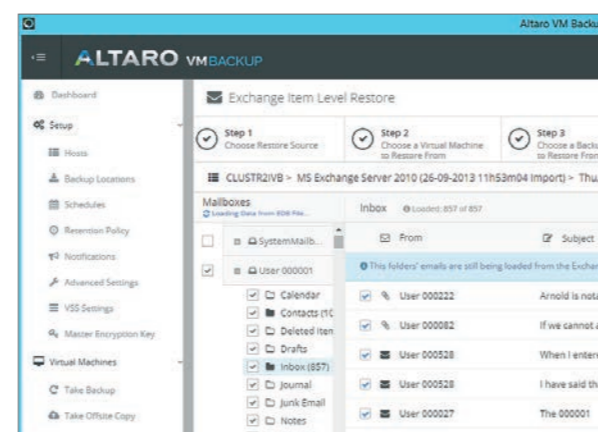 Altaro VM Backu
ALTARO VMBACKUP
Dashboard
Setup
Hosts
Backup Locations
Schedules
Retention Policy
Notifications
Advanced Settings
VSS Settings
Master Encryption Key
Virtual Machines
Take Backup
Take Offsite Copy
Exchange Item Level Restore
Step 1
Choose Restore Source
Step 2
Choose a Virtual Machine
to Restore From
Step 3
Choose a Backu
to Restore From
CLUSTR2IVB > MS Exchange Server 2010 (26-09-2013 11h53m04 Import) > Thu
Mailboxes
Loading Data from EDB File...
SystemMailb...
User 000001
Calendar
Contacts (10
Deleted Iten
Drafts
Inbox (857)
Journal
Junk Email
Notes
Inbox Loaded: 857 of 857
From Subject
This folders' emails are still being loaded from the Exchan
User 000222 Arnold is nota
User 000082 If we cannot a
User 000528 When I entere
User 000528 I have said th
User 000027 The 000001